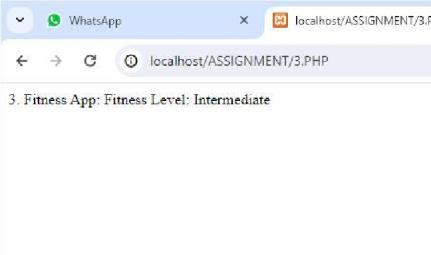 WhatsApp
localhost/ASSIGNMENT/3.P
localhost/ASSIGNMENT/3.PHP
3. Fitness App: Fitness Level: Intermediate